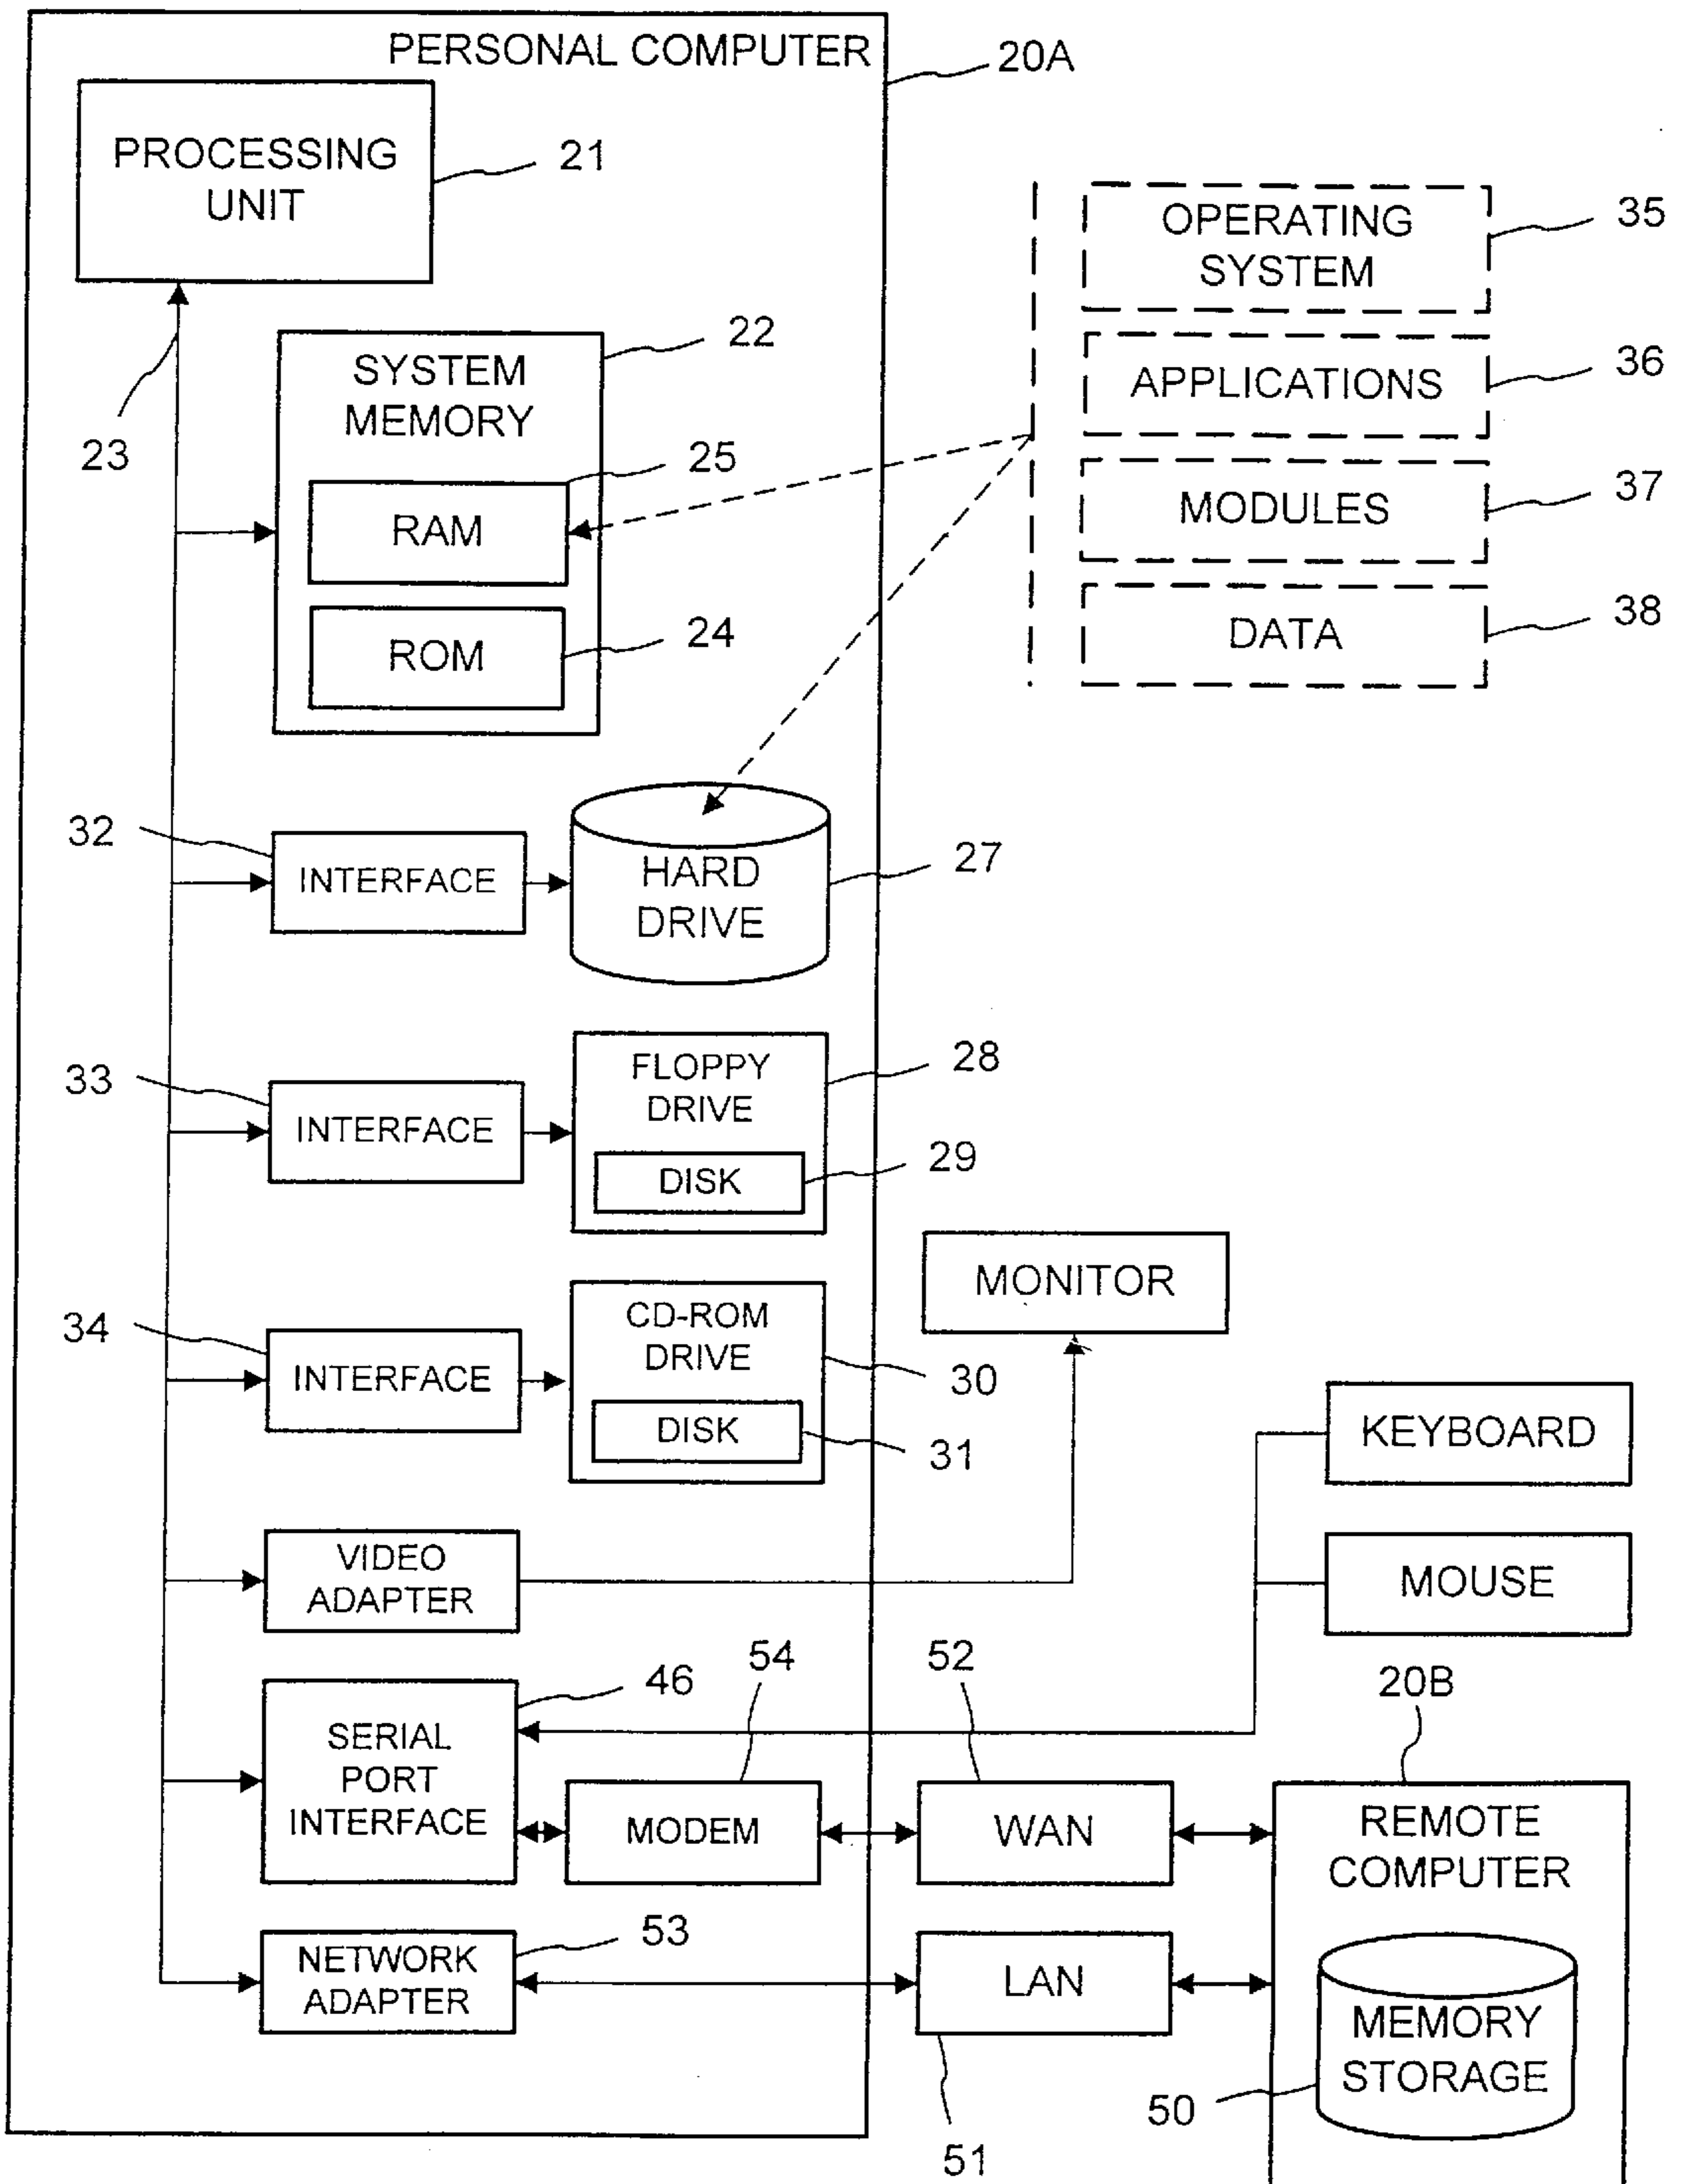 PERSONAL COMPUTER
20A
PROCESSING
UNIT
21
23
SYSTEM
MEMORY
22
25
RAM
24
ROM
OPERATING
SYSTEM
35
APPLICATIONS
36
MODULES
37
DATA
38
32
INTERFACE
HARD
DRIVE
27
33
INTERFACE
FLOPPY
DRIVE
28
DISK
29
34
INTERFACE
CD-ROM
DRIVE
30
DISK
31
MONITOR
KEYBOARD
MOUSE
VIDEO
ADAPTER
46
54
52
20B
SERIAL
PORT
INTERFACE
MODEM
WAN
REMOTE
COMPUTER
53
NETWORK
ADAPTER
LAN
51
MEMORY
STORAGE
50